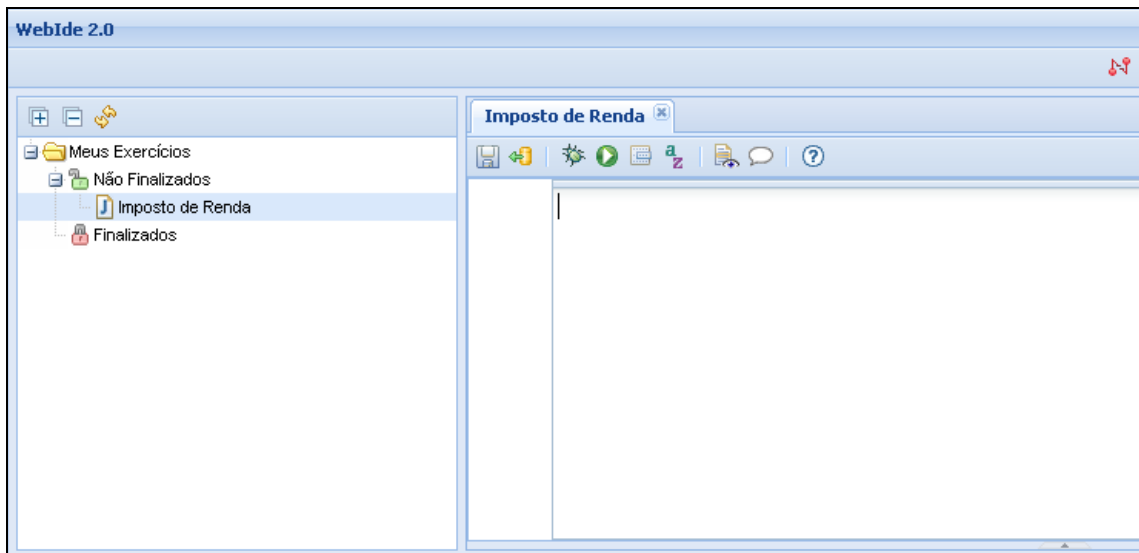 WebIde 2.0
Imposto de Renda
Meus Exercícios
Não Finalizados
Imposto de Renda
Finalizados